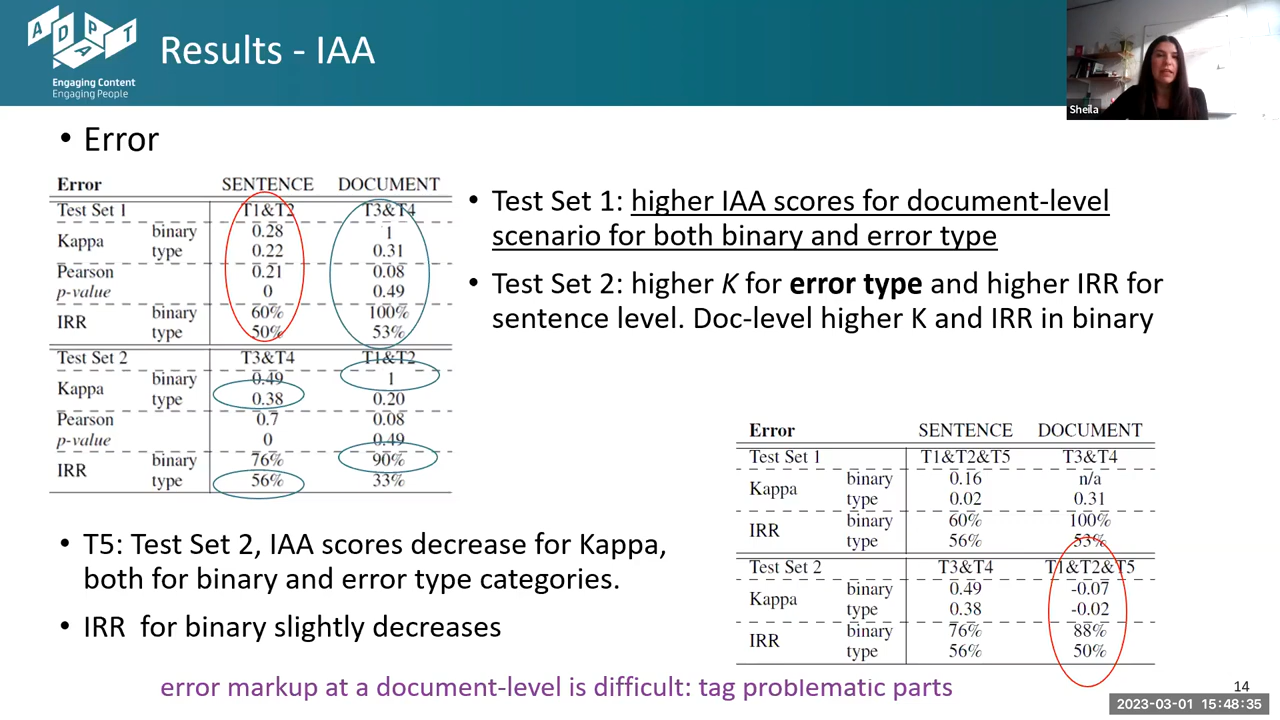 ADAPT
Engaging Content
Engaging People
Results - IAA
Sheila
• Error
Error SENTENCE DOCUMENT
Test Set 1 T1&T2 T3&T4
Kappa binary 0.28 1
type 0.22 0.31
Pearson 0.21 0.08
p-value 0 0.49
IRR binary 60% 100%
type 50% 53%
Test Set 2 T3&T4 T1&T2
Kappa binary 0.49 1
type 0.38 0.20
Pearson 0.7 0.08
p-value 0 0.49
IRR binary 76% 90%
type 56% 33%
• Test Set 1: higher IAA scores for document-level
scenario for both binary and error type
• Test Set 2: higher K for error type and higher IRR for
sentence level. Doc-level higher K and IRR in binary
Error SENTENCE DOCUMENT
Test Set 1 T1&T2&T5 T3&T4
Kappa binary 0.16 n/a
type 0.02 0.31
IRR binary 60% 100%
type 56% 53%
Test Set 2 T3&T4 T1&T2&T5
Kappa binary 0.49 -0.07
type 0.38 -0.02
IRR binary 76% 88%
type 56% 50%
• T5: Test Set 2, IAA scores decrease for Kappa,
both for binary and error type categories.
• IRR for binary slightly decreases
error markup at a document-level is difficult: tag problematic parts
14
2023-03-01 15:48:35